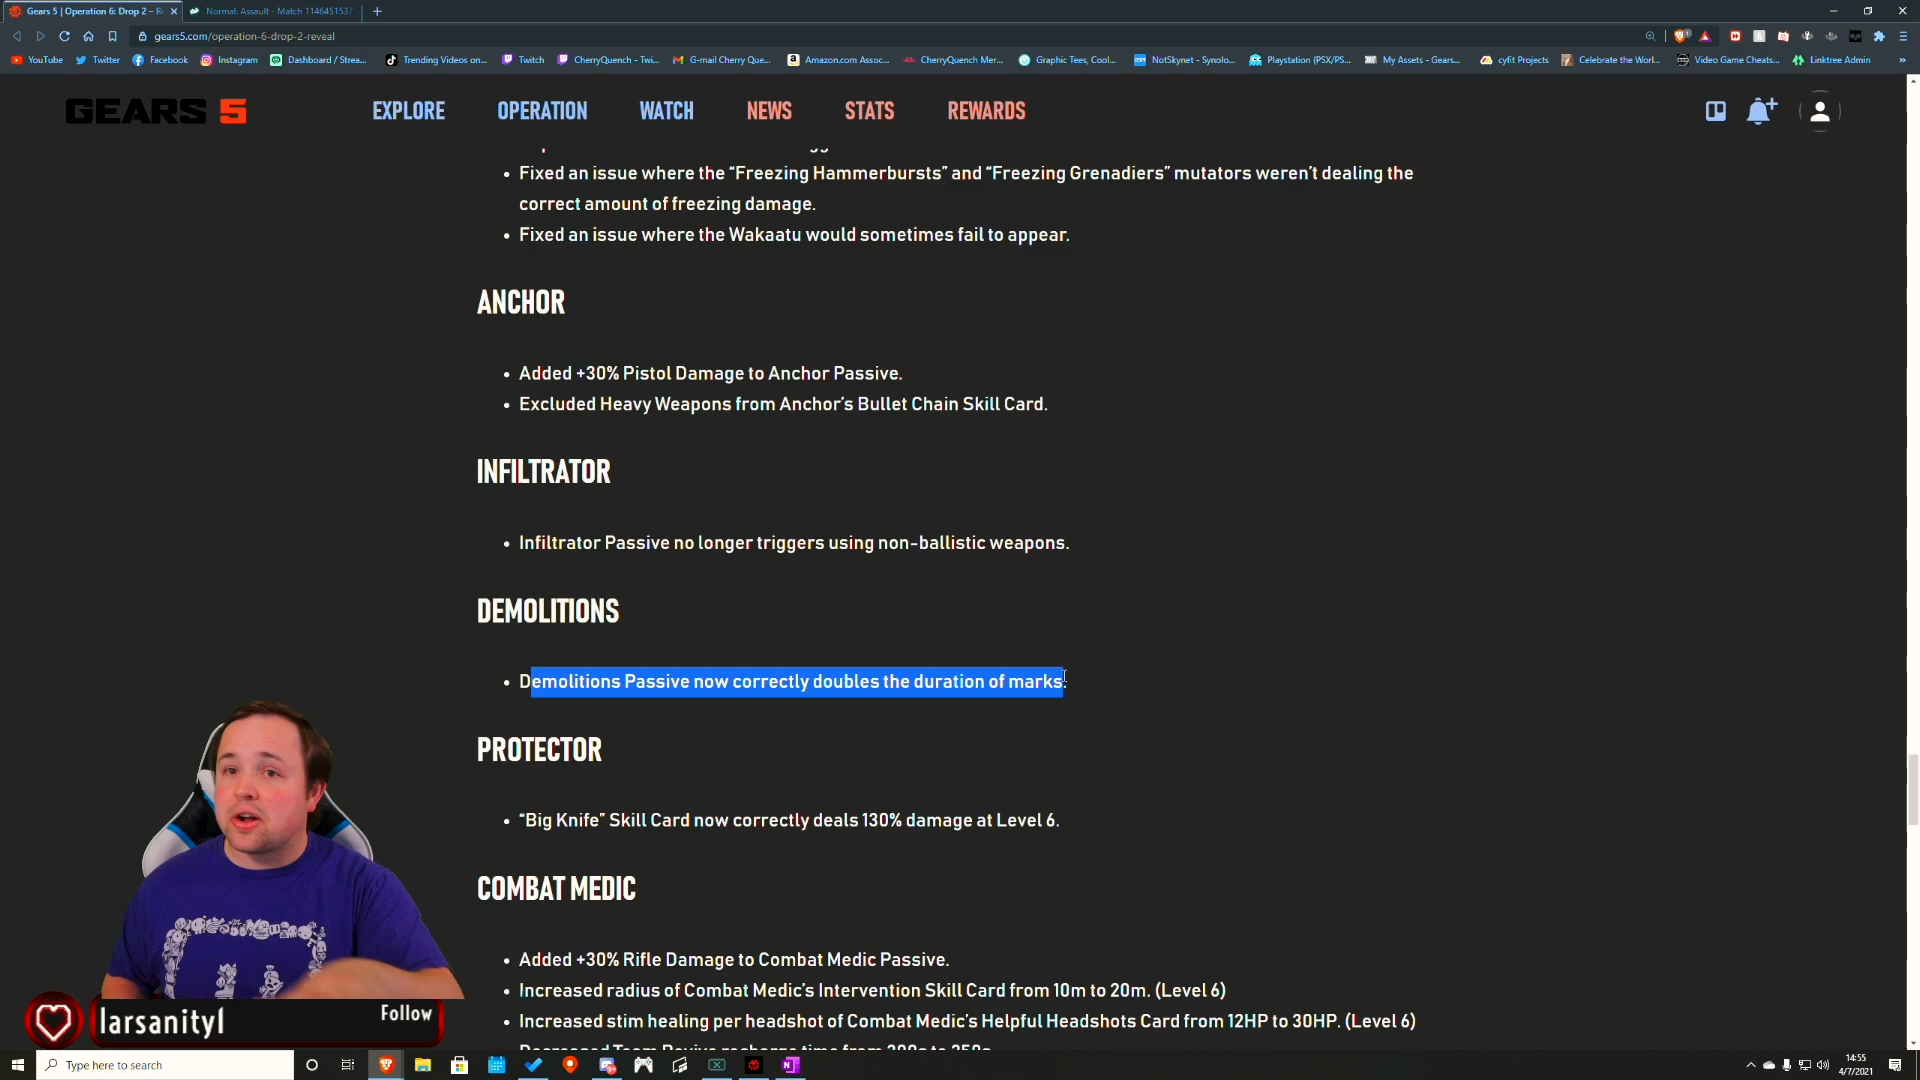 Gears 5 | Operation 6: Drop 2 – Re
Normal: Assault - Match 1146451537
gears5.com/operation-6-drop-2-reveal
YouTube
Twitter
Facebook
Instagram
Dashboard / Strea...
Trending Videos on...
Twitch
CherryQuench - Twi...
G-mail Cherry Que...
Amazon.com Assoc...
CherryQuench Mer...
Graphic Tees, Cool...
NotSkynet - Synolo...
Playstation (PSX/PS...
My Assets - Gears...
cyfit Projects
Celebrate the Worl...
Video Game Cheats...
Linktree Admin
GEARS 5
EXPLORE
OPERATION
WATCH
NEWS
STATS
REWARDS
• Fixed an issue where the “Freezing Hammerbursts” and “Freezing Grenadiers” mutators weren’t dealing the
correct amount of freezing damage.
• Fixed an issue where the Wakaatu would sometimes fail to appear.
ANCHOR
• Added +30% Pistol Damage to Anchor Passive.
• Excluded Heavy Weapons from Anchor’s Bullet Chain Skill Card.
INFILTRATOR
• Infiltrator Passive no longer triggers using non-ballistic weapons.
DEMOLITIONS
• Demolitions Passive now correctly doubles the duration of marks.
PROTECTOR
• “Big Knife” Skill Card now correctly deals 130% damage at Level 6.
COMBAT MEDIC
• Added +30% Rifle Damage to Combat Medic Passive.
• Increased radius of Combat Medic’s Intervention Skill Card from 10m to 20m. (Level 6)
• Increased stim healing per headshot of Combat Medic’s Helpful Headshots Card from 12HP to 30HP. (Level 6)
larsanity1
Follow
Type here to search
14:55
4/7/2021